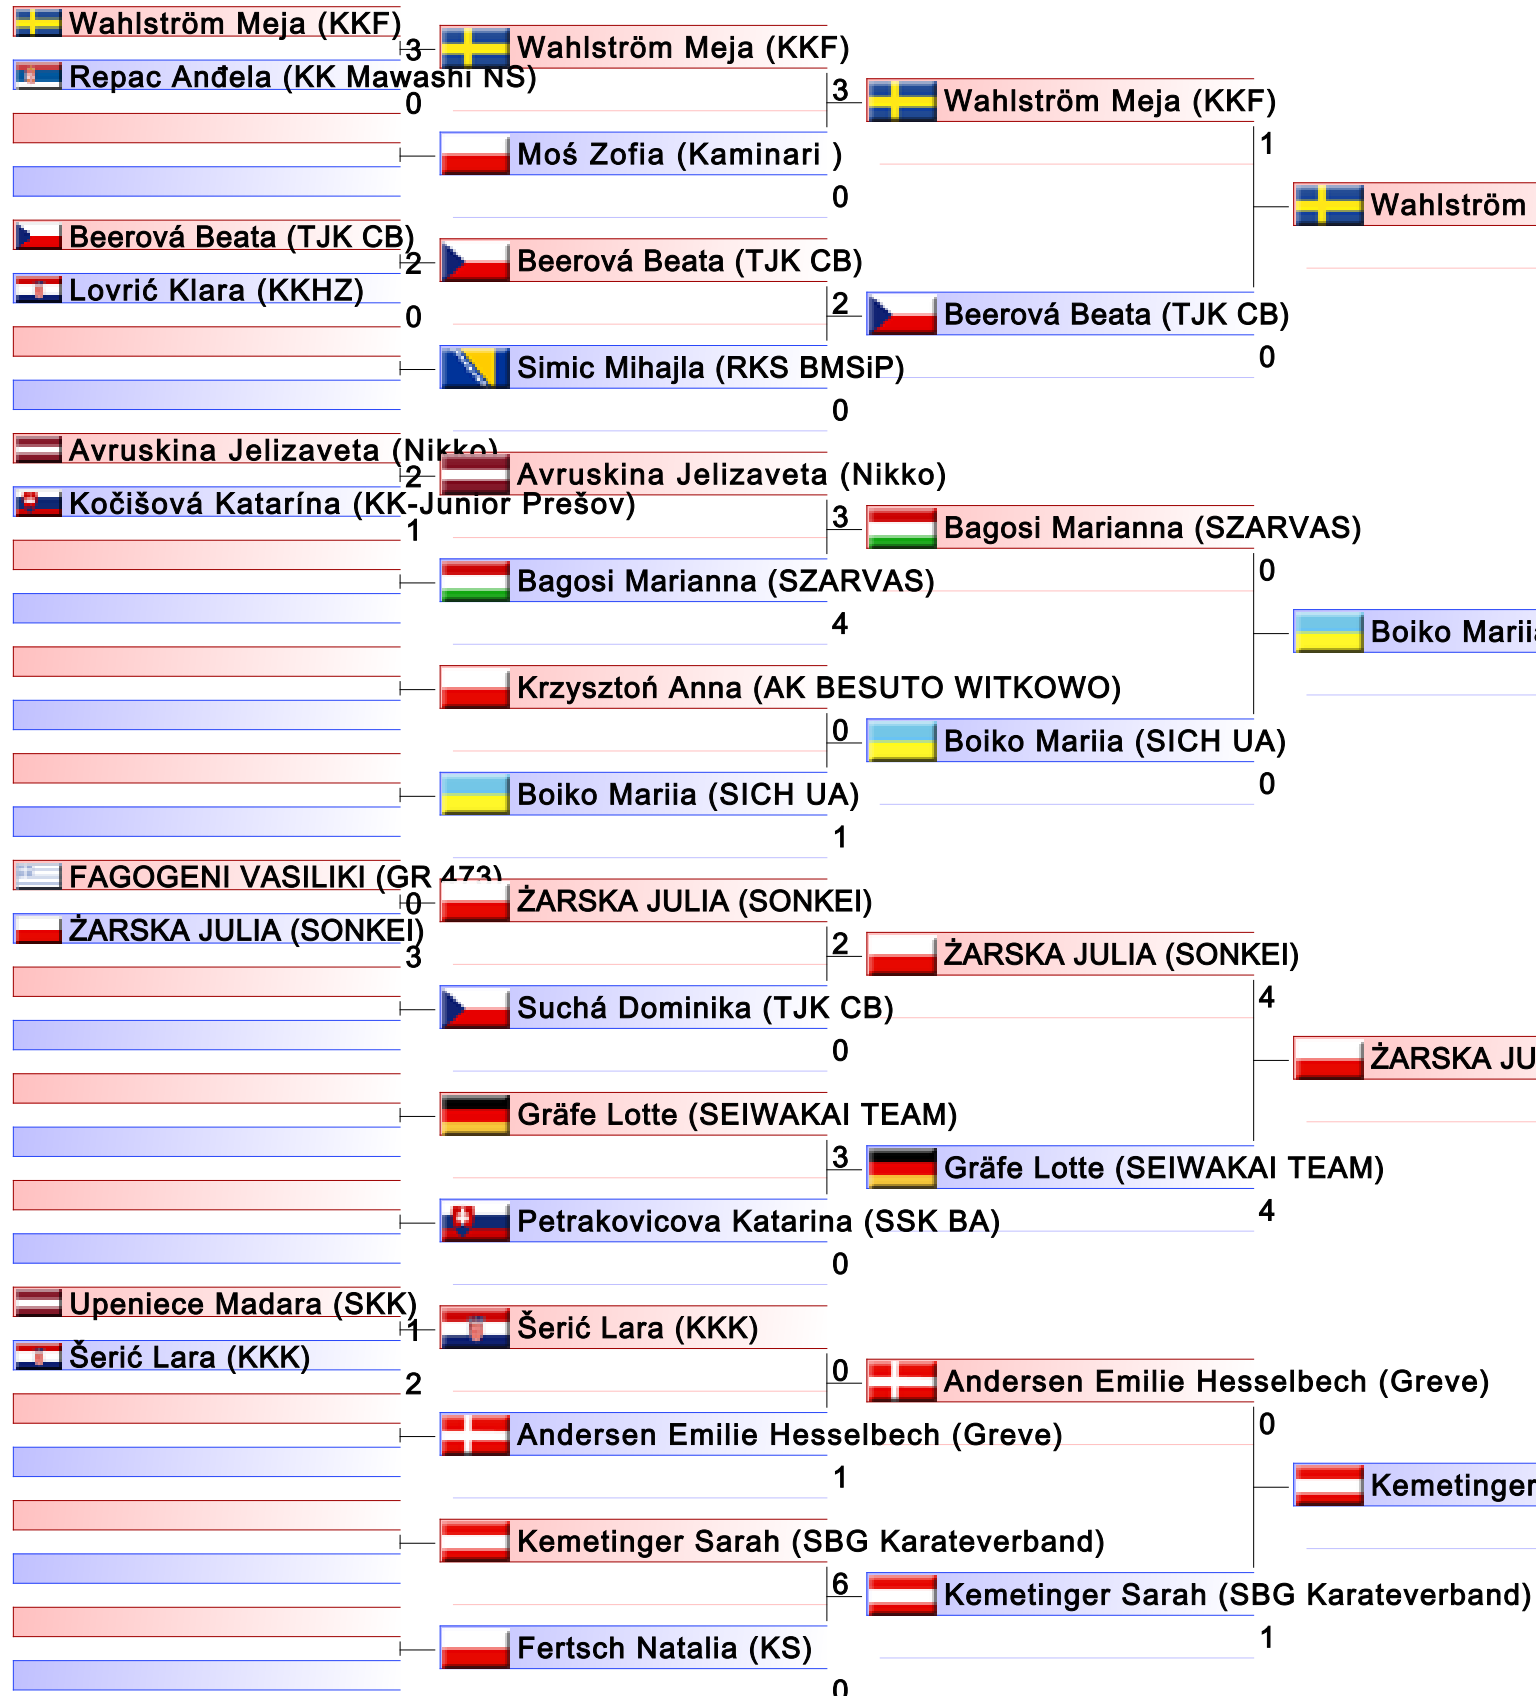 Wahlström Meja (KKF)
3
Repac Anđela (KK Mawashi NS)
0
Beerová Beata (TJK CB)
2
Lovrić Klara (KKHZ)
0
Avruskina Jelizaveta (Nikko)
2
Kočišová Katarína (KK-Junior Prešov)
1
FAGOGENI VASILIKI (GR 473)
0
ŻARSKA JULIA (SONKEI)
3
Upeniece Madara (SKK)
1
Šerić Lara (KKK)
2
Wahlström Meja (KKF)
3
Moś Zofia (Kaminari )
0
Beerová Beata (TJK CB)
2
Simic Mihajla (RKS BMSiP)
0
Avruskina Jelizaveta (Nikko)
3
Bagosi Marianna (SZARVAS)
4
Krzysztoń Anna (AK BESUTO WITKOWO)
0
Boiko Mariia (SICH UA)
1
ŻARSKA JULIA (SONKEI)
2
Suchá Dominika (TJK CB)
0
Gräfe Lotte (SEIWAKAI TEAM)
3
Petrakovicova Katarina (SSK BA)
0
Šerić Lara (KKK)
0
Andersen Emilie Hesselbech (Greve)
1
Kemetinger Sarah (SBG Karateverband)
6
Fertsch Natalia (KS)
0
Wahlström Meja (KKF)
1
Beerová Beata (TJK CB)
0
Bagosi Marianna (SZARVAS)
0
Boiko Mariia (SICH UA)
0
ŻARSKA JULIA (SONKEI)
4
Gräfe Lotte (SEIWAKAI TEAM)
4
Andersen Emilie Hesselbech (Greve)
0
Kemetinger Sarah (SBG Karateverband)
1
Wahlström
Boiko Mariia
ŻARSKA JU
Kemetinger